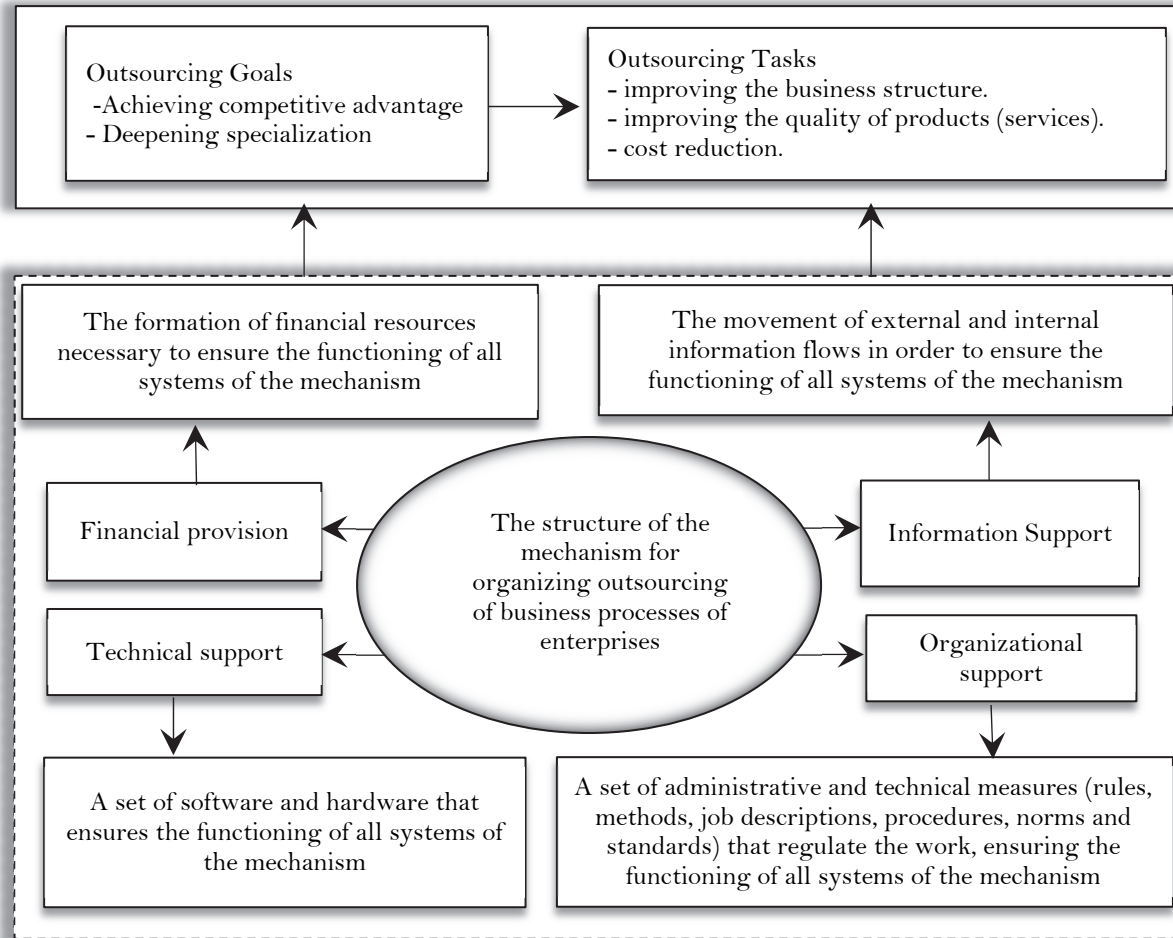 Outsourcing Goals
-Achieving competitive advantage
- Deepening specialization
Outsourcing Tasks
- improving the business structure.
- improving the quality of products (services).
- cost reduction.
The formation of financial resources
necessary to ensure the functioning of all
systems of the mechanism
The movement of external and internal
information flows in order to ensure the
functioning of all systems of the mechanism
Financial provision
The structure of the
mechanism for
organizing outsourcing
of business processes of
enterprises
Information Support
Technical support
Organizational
support
A set of software and hardware that
ensures the functioning of all systems of
the mechanism
A set of administrative and technical measures (rules,
methods, job descriptions, procedures, norms and
standards) that regulate the work, ensuring the
functioning of all systems of the mechanism